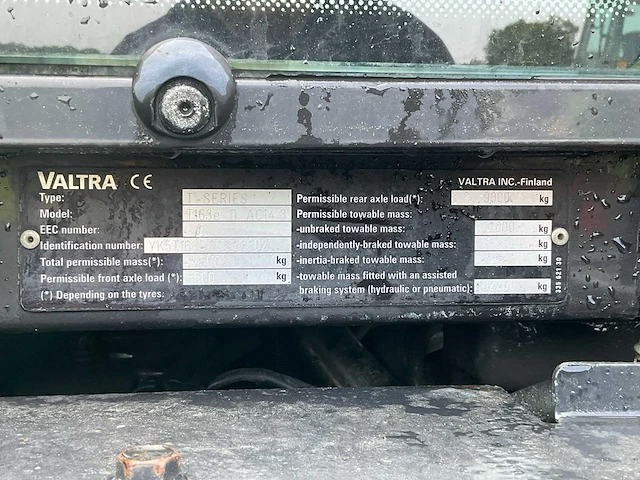 VALTRA CE
VALTRA INC.-Finland
Type: T-SERIES
Model:
EEC number:
Identification number:
Total permissible mass(*): kg
Permissible front axle load (*): kg
(*) Depending on the tyres.
Permissible rear axle load(*): kg
Permissible towable mass:
-unbraked towable mass: kg
-independently-braked towable mass: kg
-inertia-braked towable mass: kg
-towable mass fitted with an assisted
braking system (hydraulic or pneumatic): kg
335 621 30